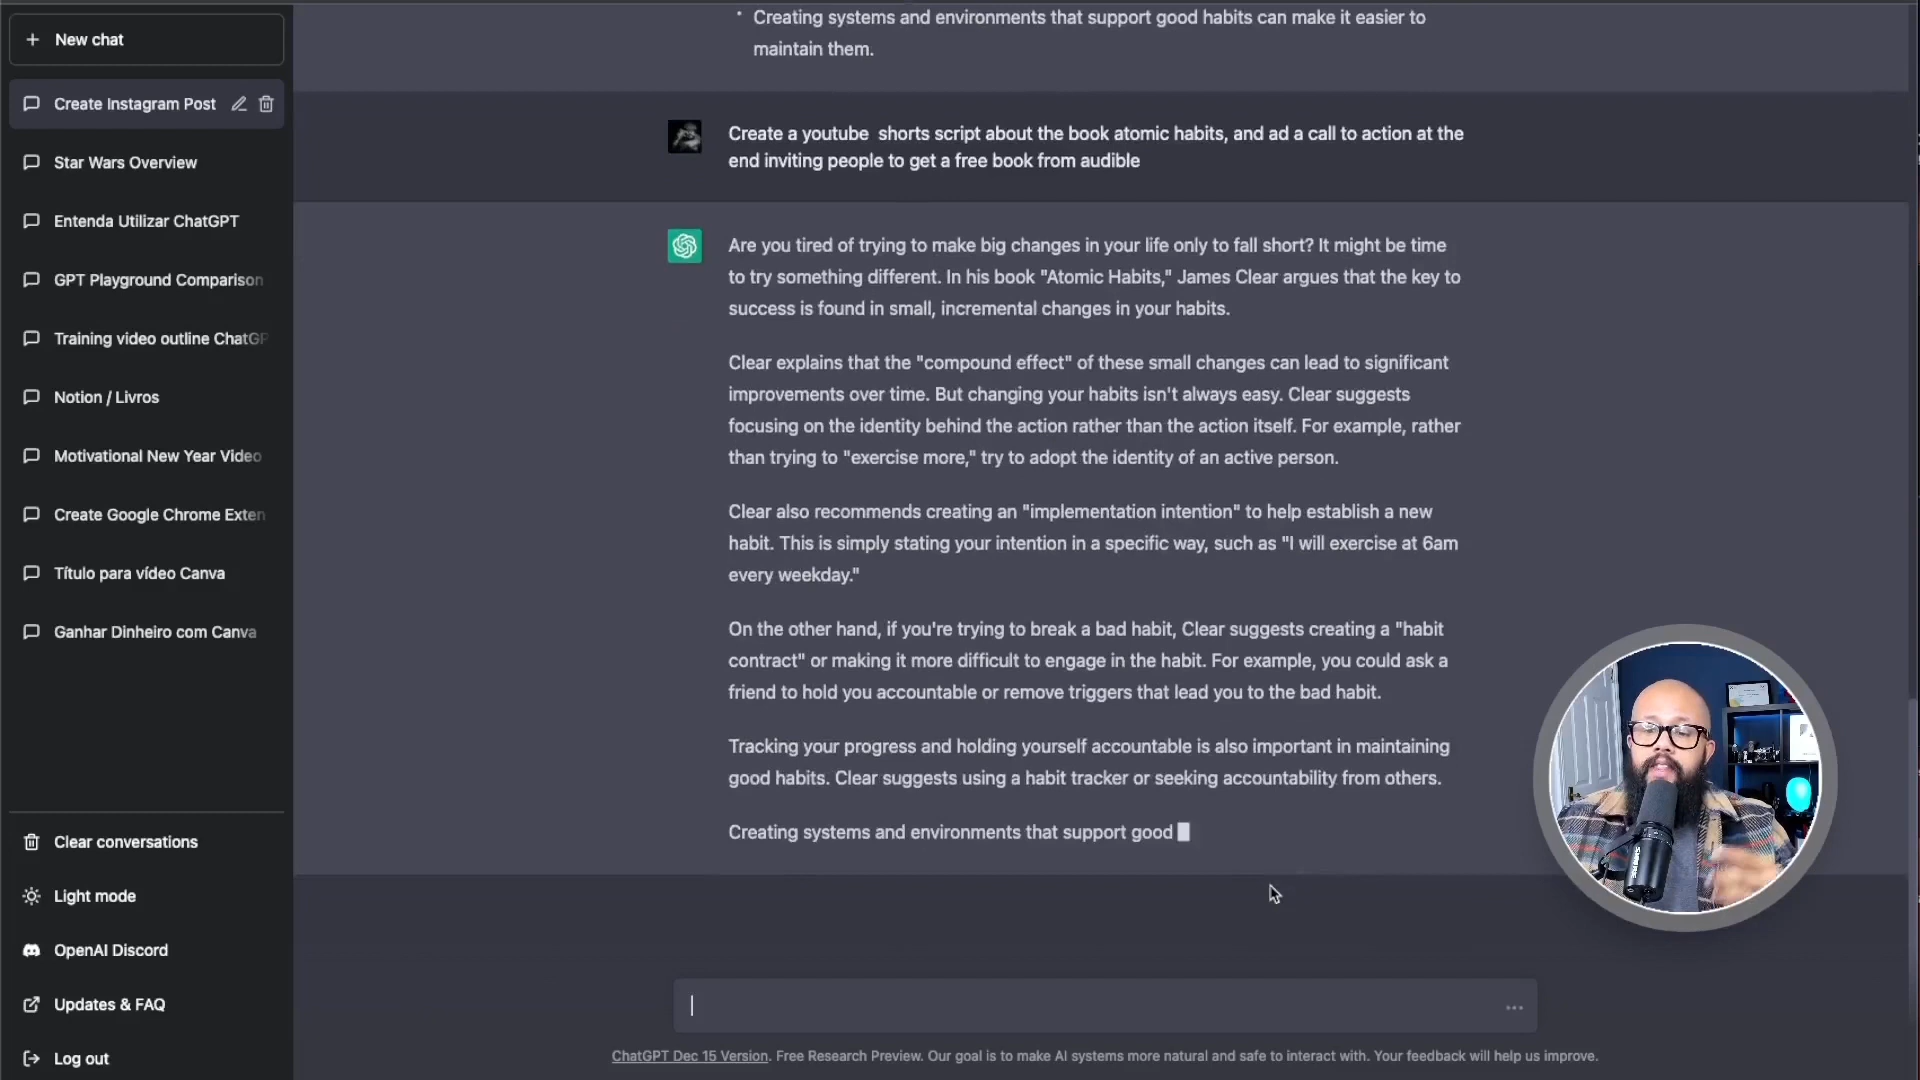 New chat
Create Instagram Post
Star Wars Overview
Entenda Utilizar ChatGPT
GPT Playground Comparison
Training video outline ChatGP
Notion / Livros
Motivational New Year Video
Create Google Chrome Exten
Título para vídeo Canva
Ganhar Dinheiro com Canva
Clear conversations
Light mode
OpenAI Discord
Updates & FAQ
Log out
• Creating systems and environments that support good habits can make it easier to
maintain them.
Create a youtube  shorts script about the book atomic habits, and ad a call to action at the
end inviting people to get a free book from audible
Are you tired of trying to make big changes in your life only to fall short? It might be time
to try something different. In his book "Atomic Habits," James Clear argues that the key to
success is found in small, incremental changes in your habits.
Clear explains that the "compound effect" of these small changes can lead to significant
improvements over time. But changing your habits isn't always easy. Clear suggests
focusing on the identity behind the action rather than the action itself. For example, rather
than trying to "exercise more," try to adopt the identity of an active person.
Clear also recommends creating an "implementation intention" to help establish a new
habit. This is simply stating your intention in a specific way, such as "I will exercise at 6am
every weekday."
On the other hand, if you're trying to break a bad habit, Clear suggests creating a "habit
contract" or making it more difficult to engage in the habit. For example, you could ask a
friend to hold you accountable or remove triggers that lead you to the bad habit.
Tracking your progress and holding yourself accountable is also important in maintaining
good habits. Clear suggests using a habit tracker or seeking accountability from others.
Creating systems and environments that support good
ChatGPT Dec 15 Version. Free Research Preview. Our goal is to make AI systems more natural and safe to interact with. Your feedback will help us improve.